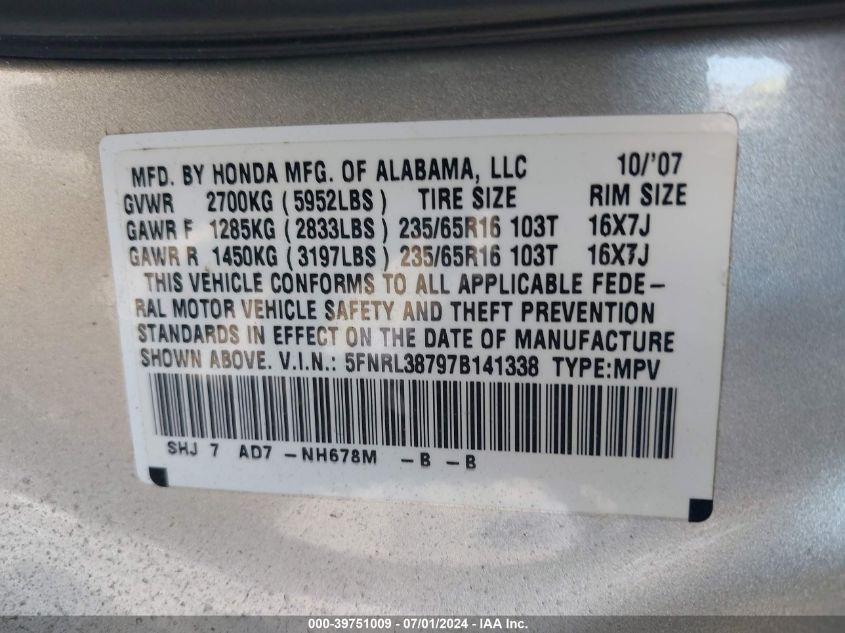 MFD. BY HONDA MFG. OF ALABAMA, LLC 10/'07
GVWR 2700KG (5952LBS) TIRE SIZE RIM SIZE
GAWR F 1285KG (2833LBS) 235/65R16 103T 16X7J
GAWR R 1450KG (3197LBS) 235/65R16 103T 16X7J
THIS VEHICLE CONFORMS TO ALL APPLICABLE FEDE-
RAL MOTOR VEHICLE SAFETY AND THEFT PREVENTION
STANDARDS IN EFFECT ON THE DATE OF MANUFACTURE
SHOWN ABOVE. V.I.N.: 5FNRL38797B141338 TYPE:MPV
SHJ 7 AD7 -NH678M -B -B
000-39751009 - 07/01/2024 - IAA Inc.